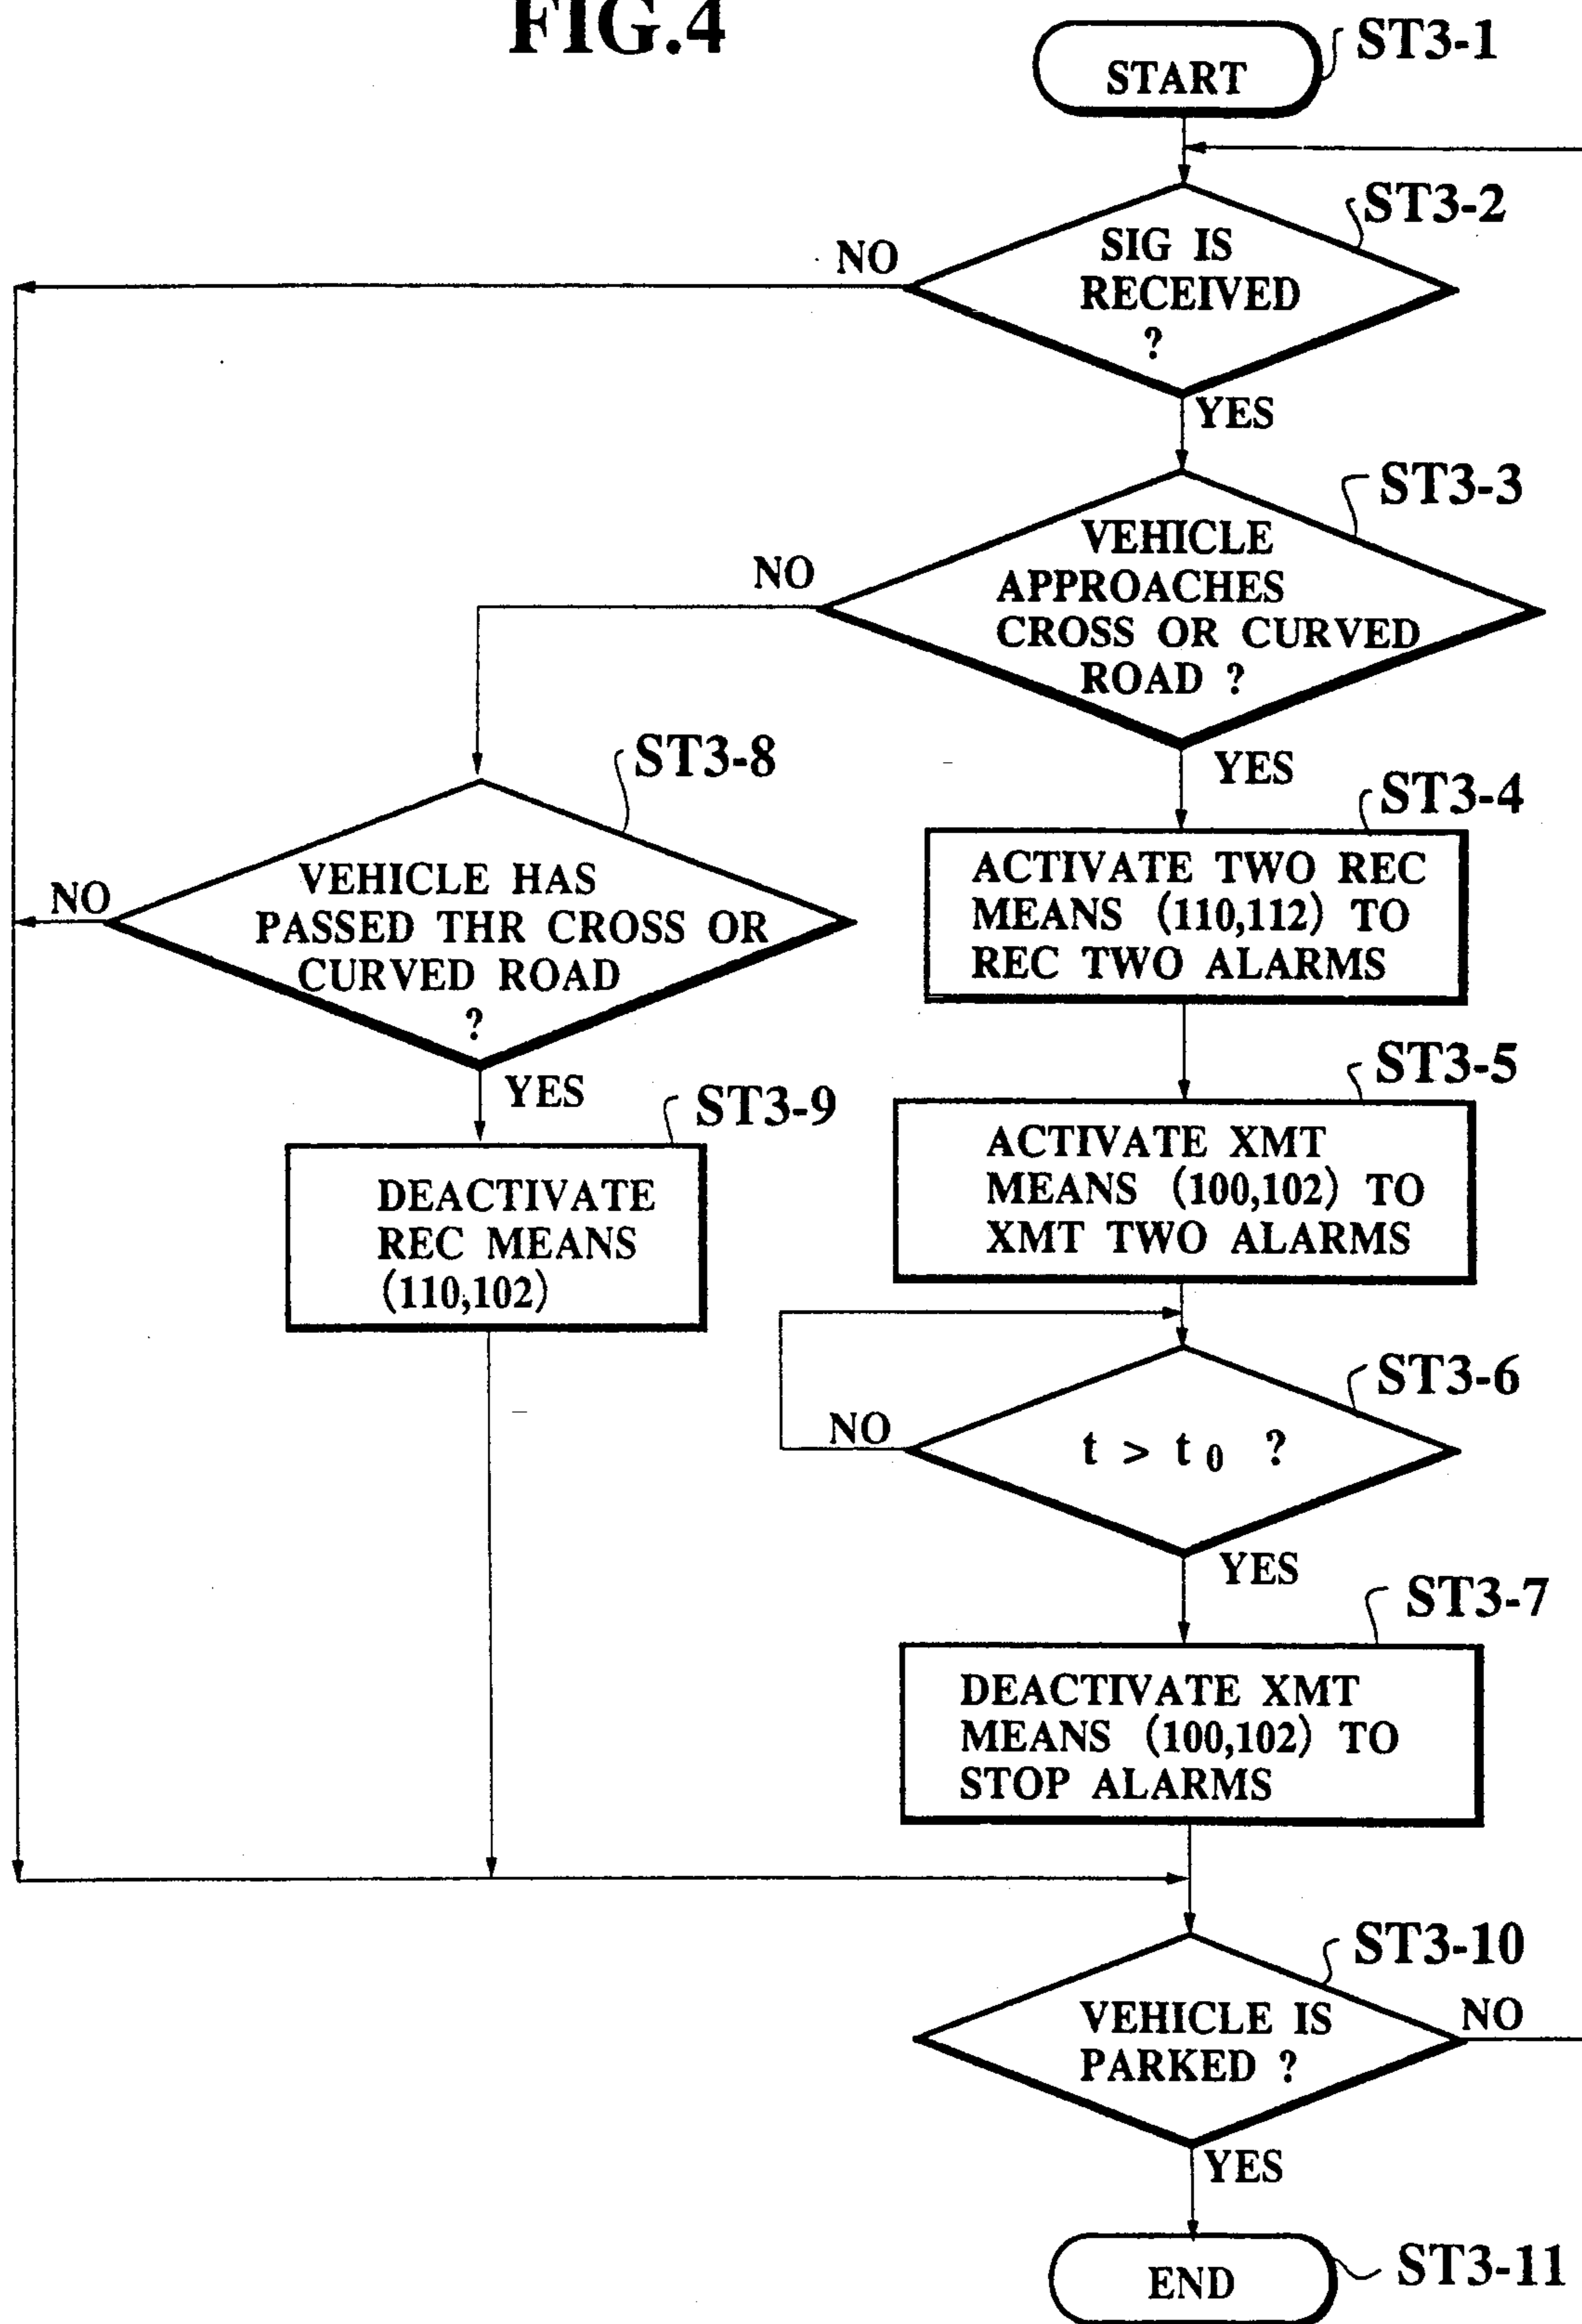 FIG.4
START
ST3-1
ST3-2
SIG IS
RECEIVED
?
NO
YES
ST3-3
VEHICLE
APPROACHES
CROSS OR CURVED
ROAD ?
NO
YES
ST3-8
VEHICLE HAS
PASSED THR CROSS OR
CURVED ROAD
?
NO
YES
ST3-4
ACTIVATE TWO REC
MEANS (110,112) TO
REC TWO ALARMS
ST3-9
DEACTIVATE
REC MEANS
(110,102)
ST3-5
ACTIVATE XMT
MEANS (100,102) TO
XMT TWO ALARMS
ST3-6
t > t0 ?
NO
YES
ST3-7
DEACTIVATE XMT
MEANS (100,102) TO
STOP ALARMS
ST3-10
VEHICLE IS
PARKED ?
NO
YES
END
ST3-11